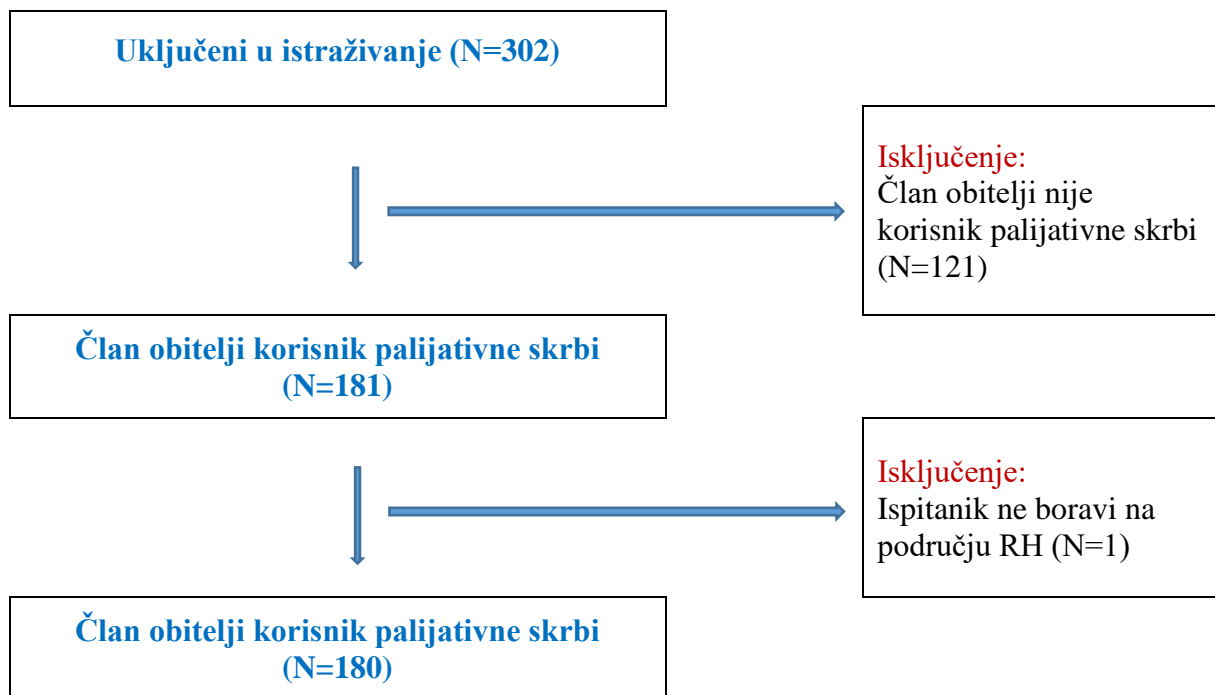 Uključeni u istraživanje (N=302)
Isključenje:
Član obitelji nije
korisnik palijativne skrbi
(N=121)
Član obitelji korisnik palijativne skrbi
(N=181)
Isključenje:
Ispitanik ne boravi na
području RH (N=1)
Član obitelji korisnik palijativne skrbi
(N=180)